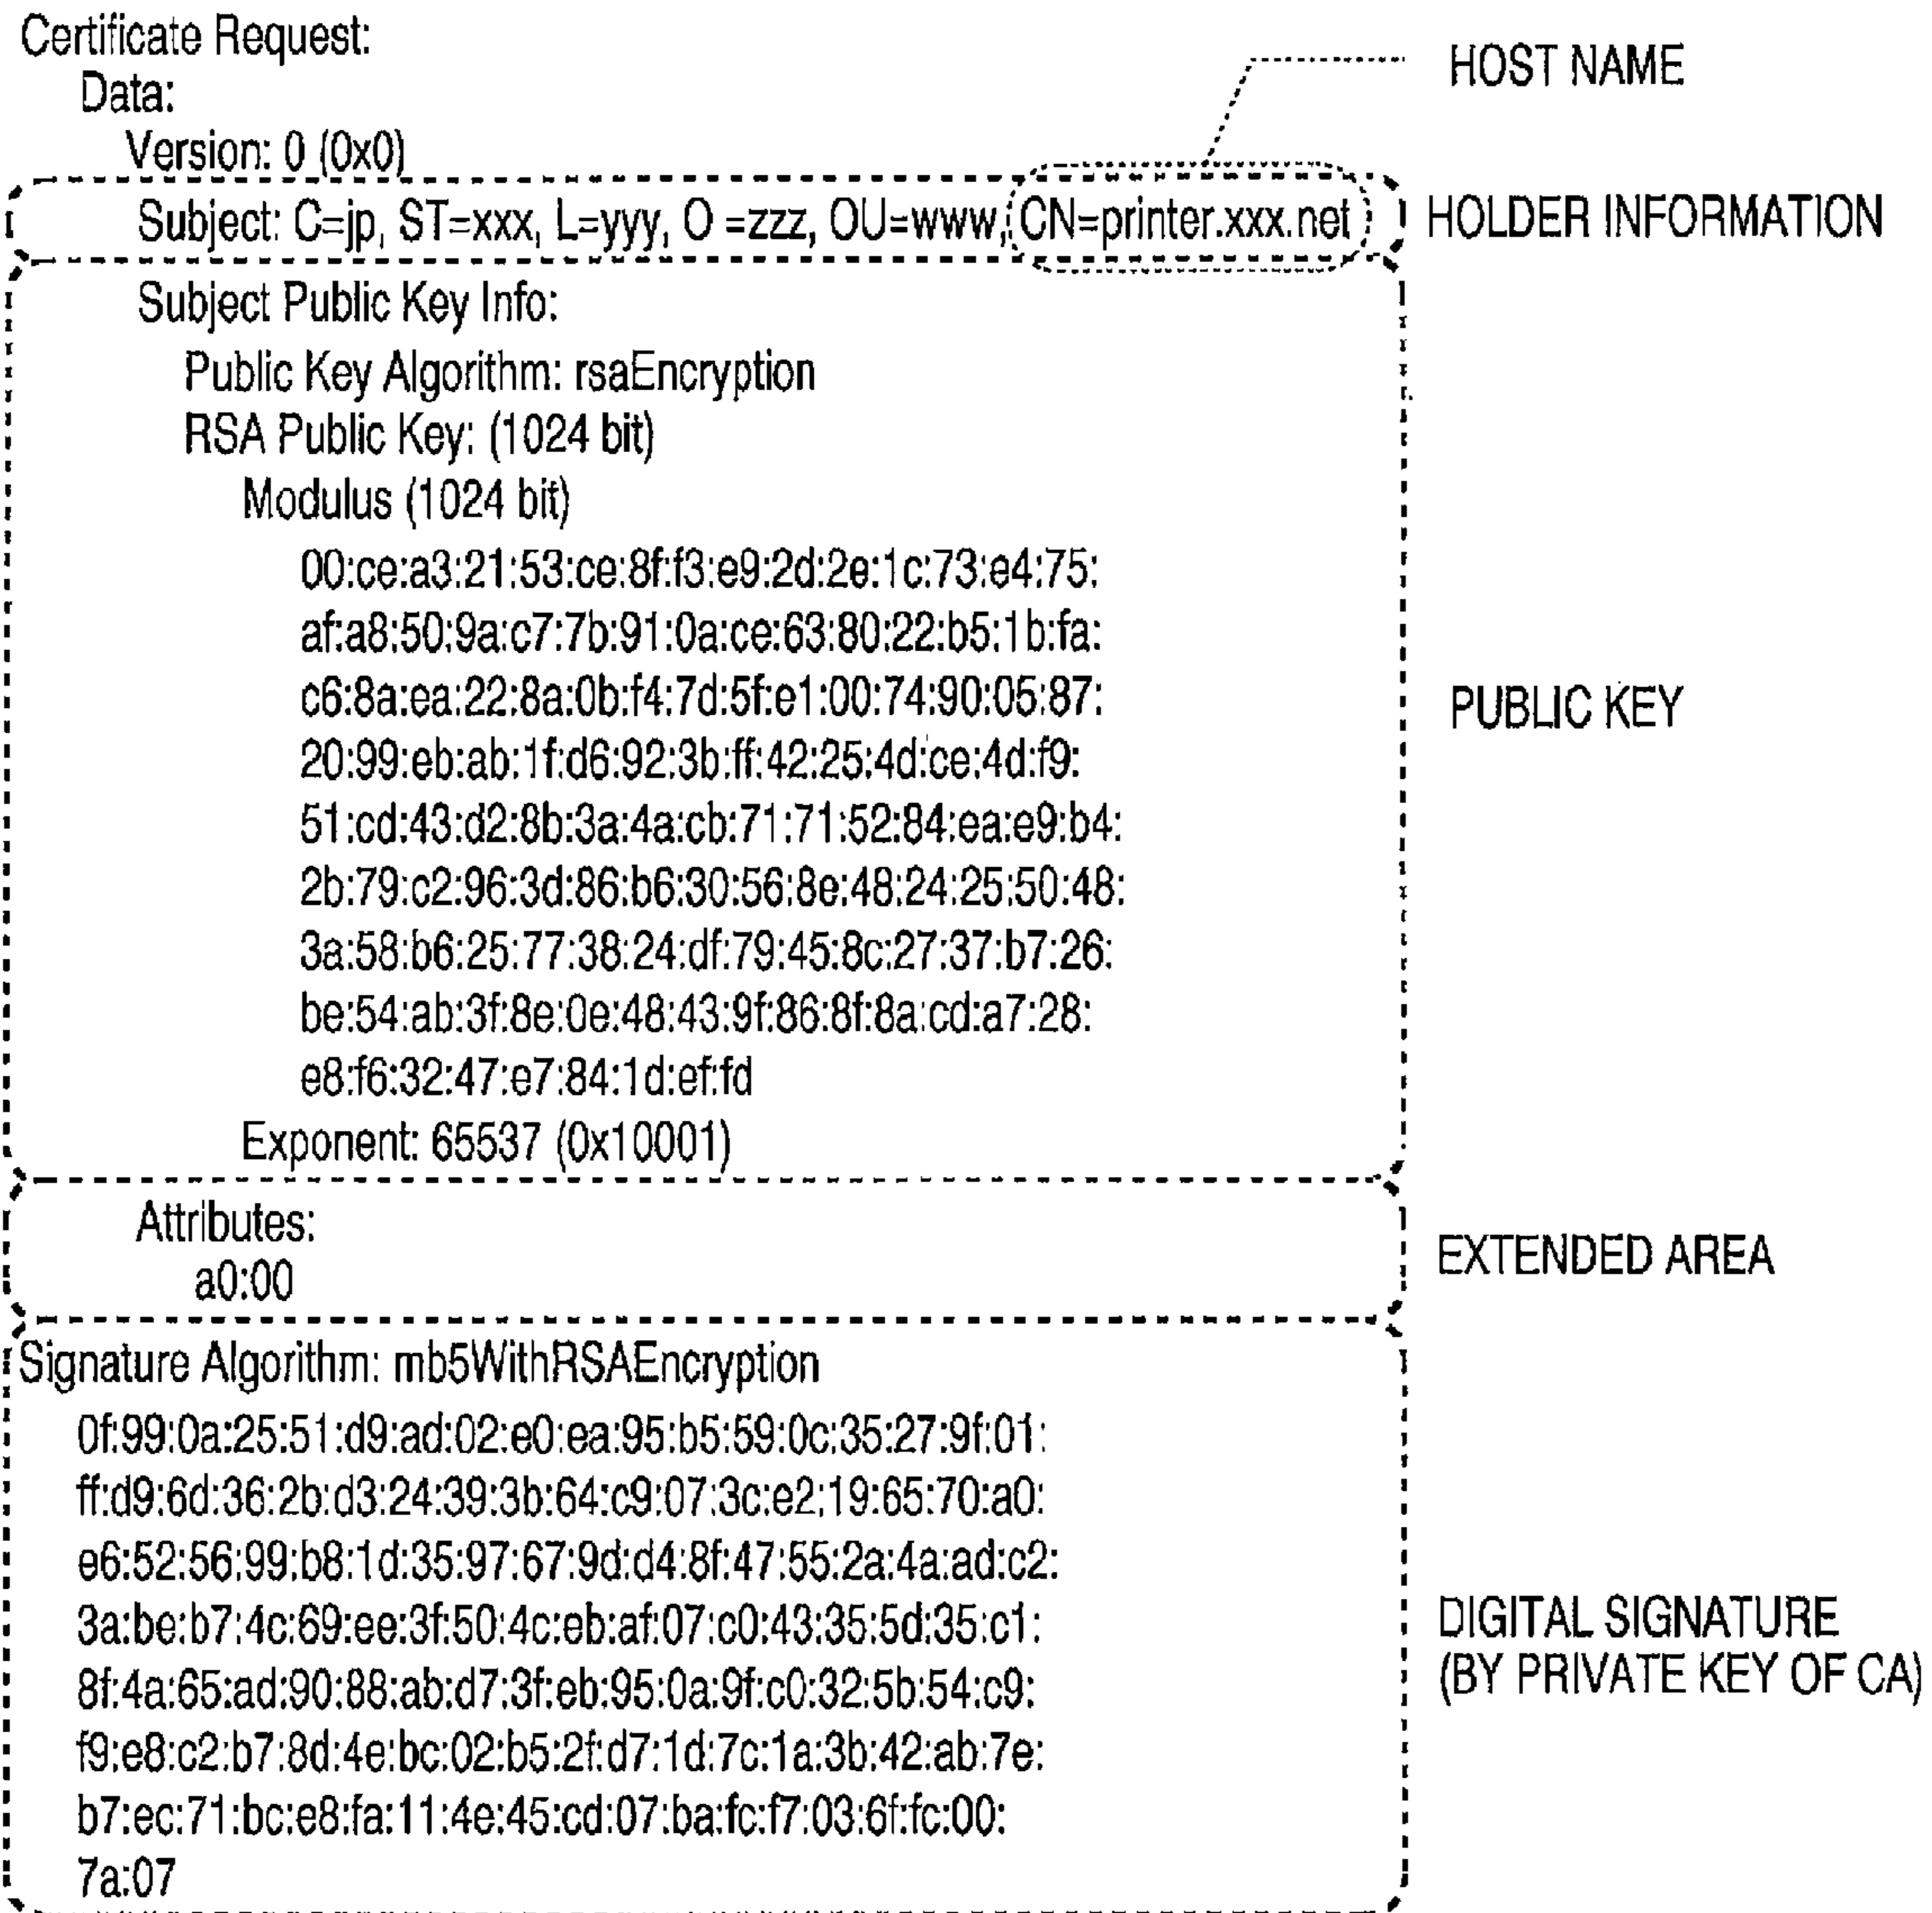 Certificate Request:
Data:
HOST NAME
Version: 0 (0x0)
Subject: C=jp, ST=xxx, L=yyy, O =zzz, OU=www, CN=printer.xxx.net
HOLDER INFORMATION
Subject Public Key Info:
Public Key Algorithm: rsaEncryption
RSA Public Key: (1024 bit)
Modulus (1024 bit)
00:ce:a3:21:53:ce:8f:f3:e9:2d:2e:1c:73:e4:75:
af:a8:50:9a:c7:7b:91:0a:ce:63:80:22:b5:1b:fa:
c6:8a:ea:22:8a:0b:f4:7d:5f:e1:00:74:90:05:87:
PUBLIC KEY
20:99:eb:ab:1f:d6:92:3b:ff:42:25:4d:ce:4d:f9:
51:cd:43:d2:8b:3a:4a:cb:71:71:52:84:ea:e9:b4:
2b:79:c2:96:3d:86:b6:30:56:8e:48:24:25:50:48:
3a:58:b6:25:77:38:24:df:79:45:8c:27:37:b7:26:
be:54:ab:3f:8e:0e:48:43:9f:86:8f:8a:cd:a7:28:
e8:f6:32:47:e7:84:1d:ef:fd
Exponent: 65537 (0x10001)
Attributes:
a0:00
EXTENDED AREA
Signature Algorithm: mb5WithRSAEncryption
0f:99:0a:25:51:d9:ad:02:e0:ea:95:b5:59:0c:35:27:9f:01:
ff:d9:6d:36:2b:d3:24:39:3b:64:c9:07:3c:e2:19:65:70:a0:
e6:52:56:99:b8:1d:35:97:67:9d:d4:8f:47:55:2a:4a:ad:c2:
3a:be:b7:4c:69:ee:3f:50:4c:eb:af:07:c0:43:35:5d:35:c1:
8f:4a:65:ad:90:88:ab:d7:3f:eb:95:0a:9f:c0:32:5b:54:c9:
f9:e8:c2:b7:8d:4e:bc:02:b5:2f:d7:1d:7c:1a:3b:42:ab:7e:
b7:ec:71:bc:e8:fa:11:4e:45:cd:07:ba:fc:f7:03:6f:fc:00:
7a:07
DIGITAL SIGNATURE
(BY PRIVATE KEY OF CA)